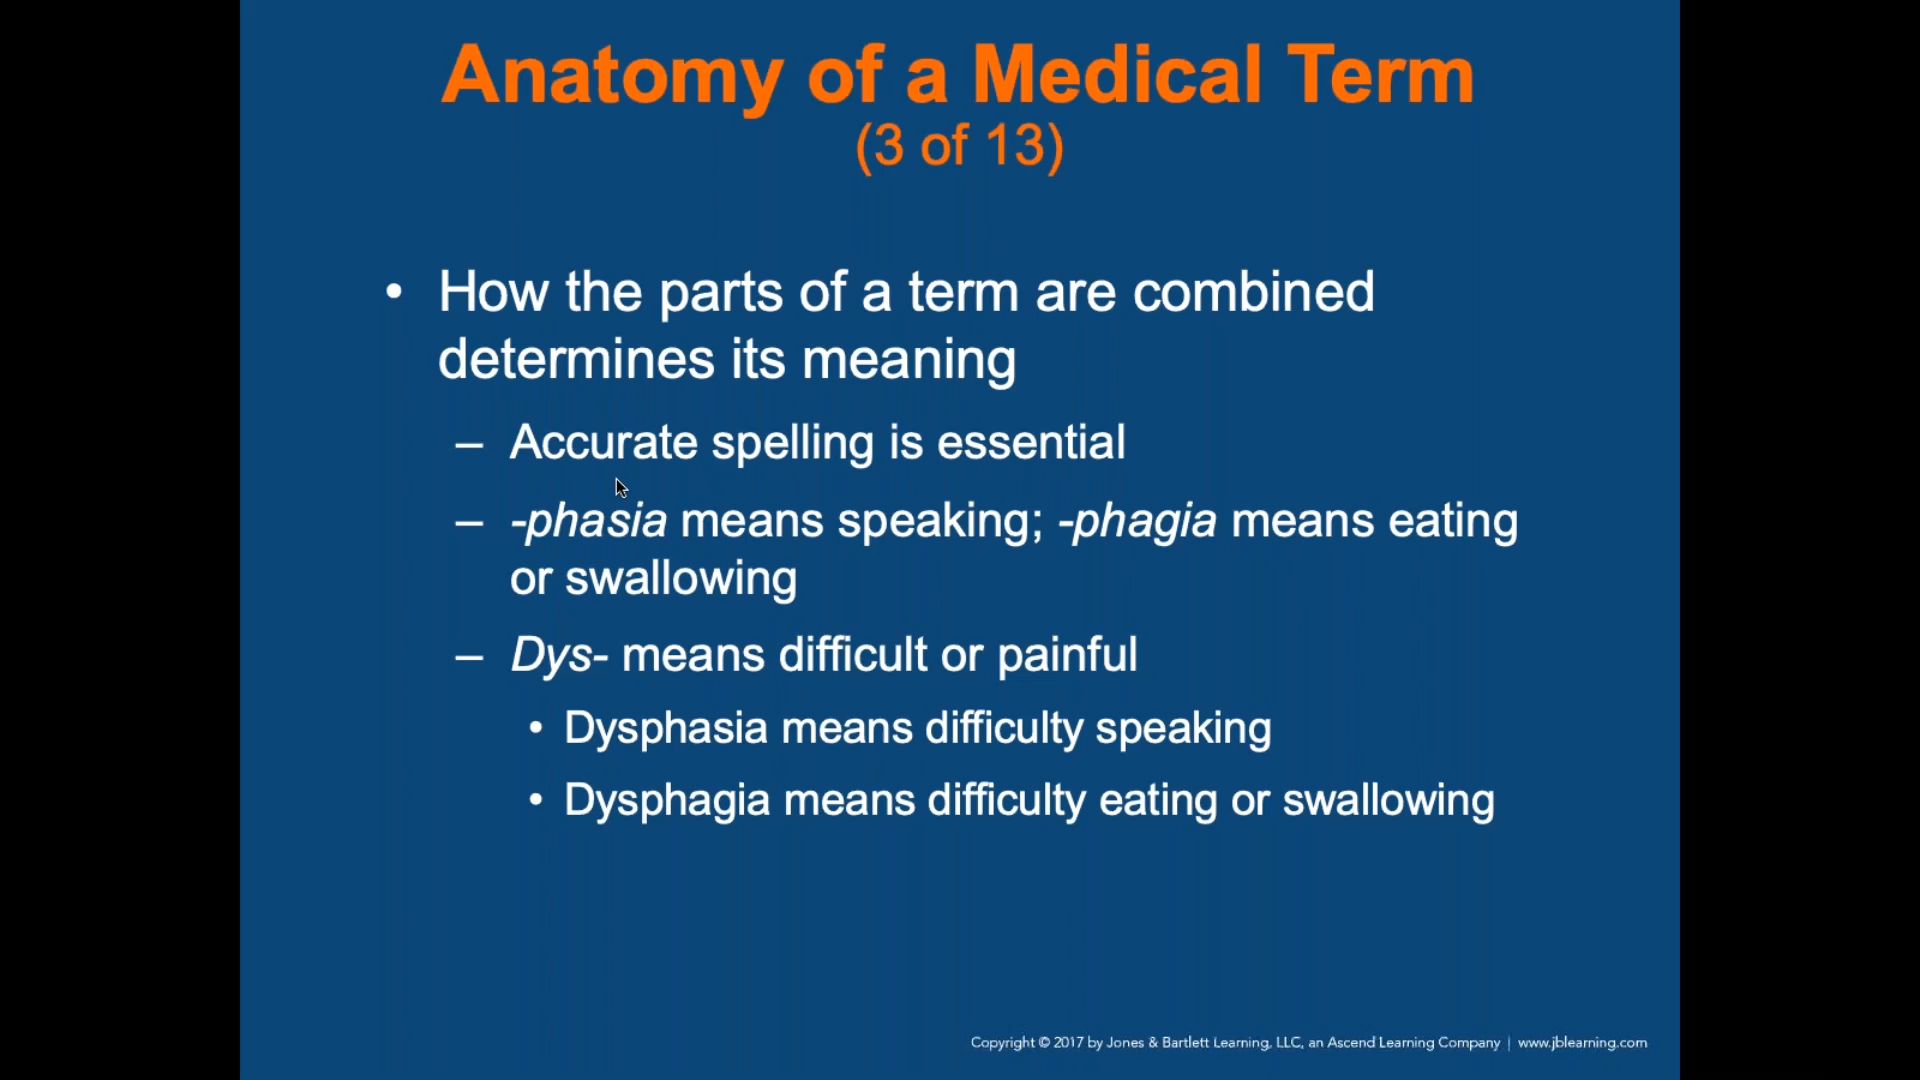 Anatomy of a Medical Term
(3 of 13)
• How the parts of a term are combined
determines its meaning
– Accurate spelling is essential
– -phasia means speaking; -phagia means eating
or swallowing
– Dys- means difficult or painful
• Dysphasia means difficulty speaking
• Dysphagia means difficulty eating or swallowing
Copyright © 2017 by Jones & Bartlett Learning, LLC, an Ascend Learning Company | www.jblearning.com